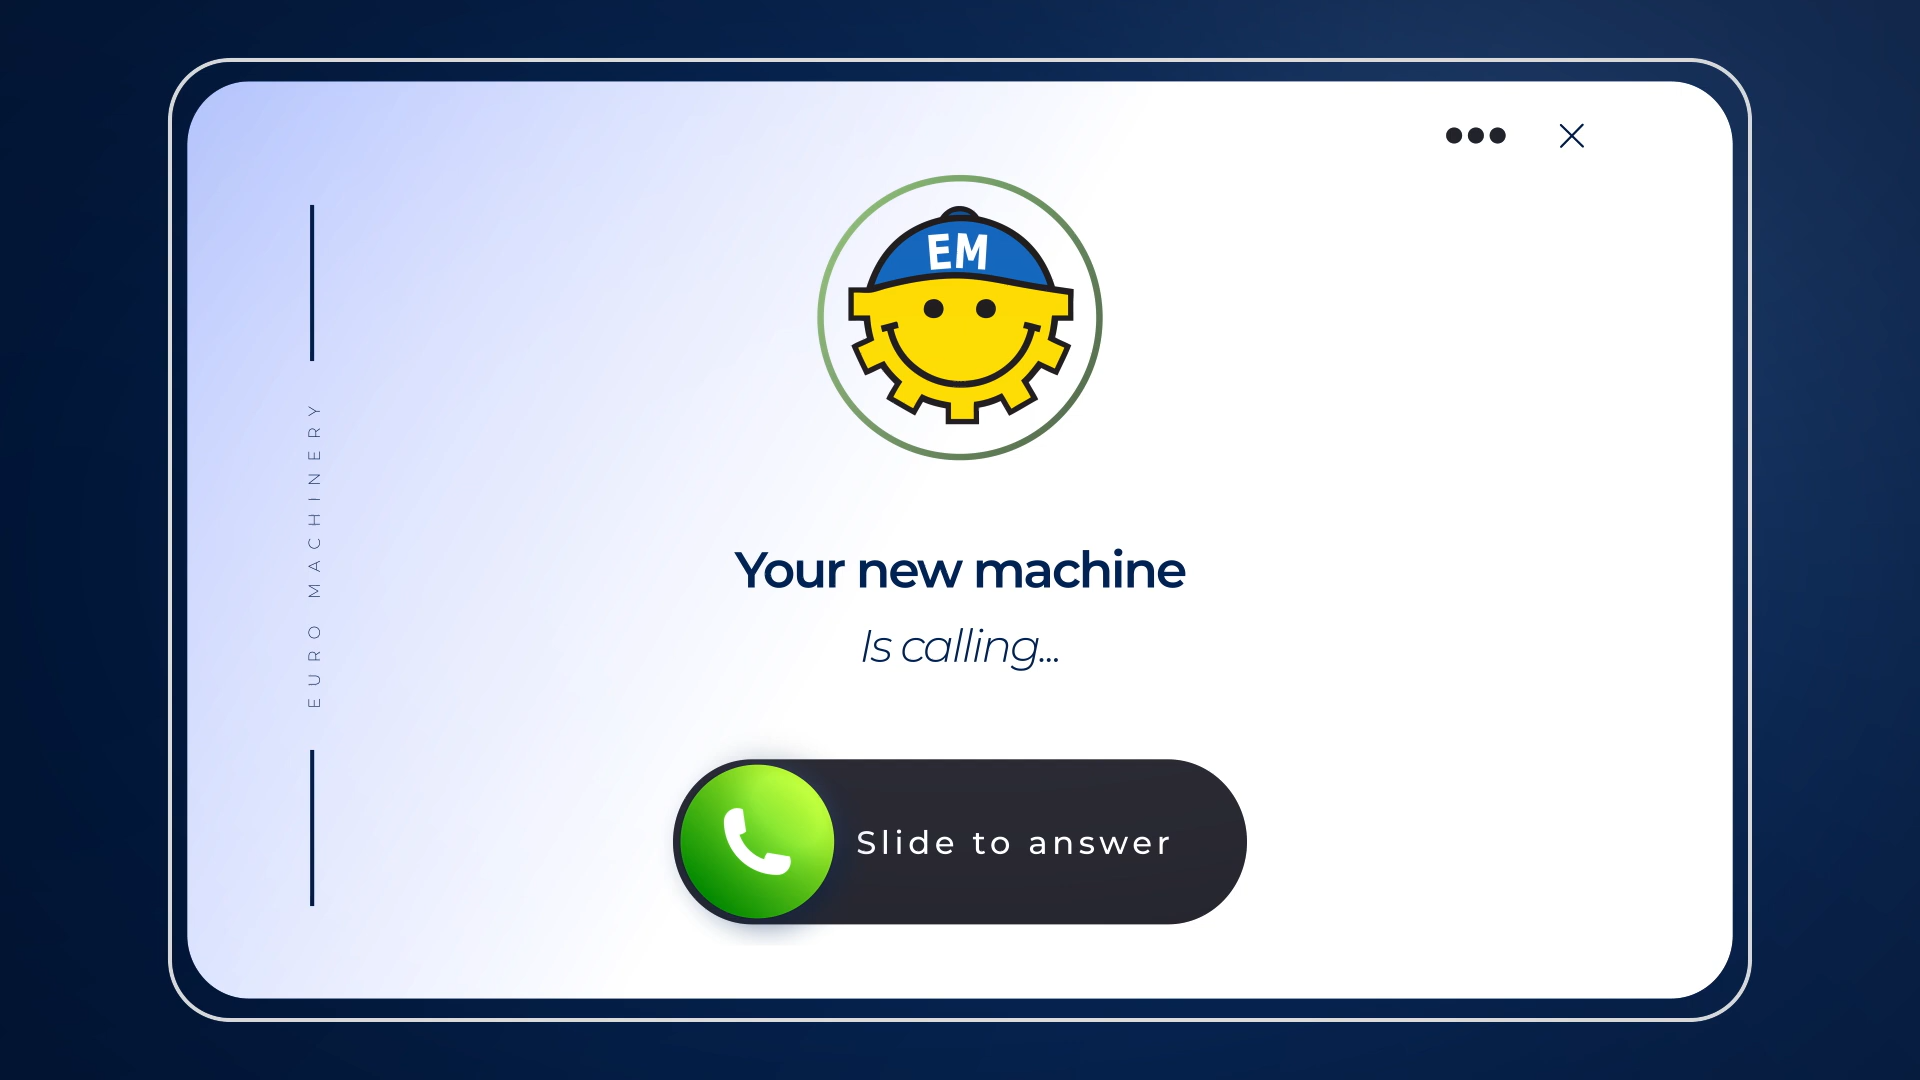 EM
EURO MACHINERY
Your new machine
Is calling...
Slide to answer